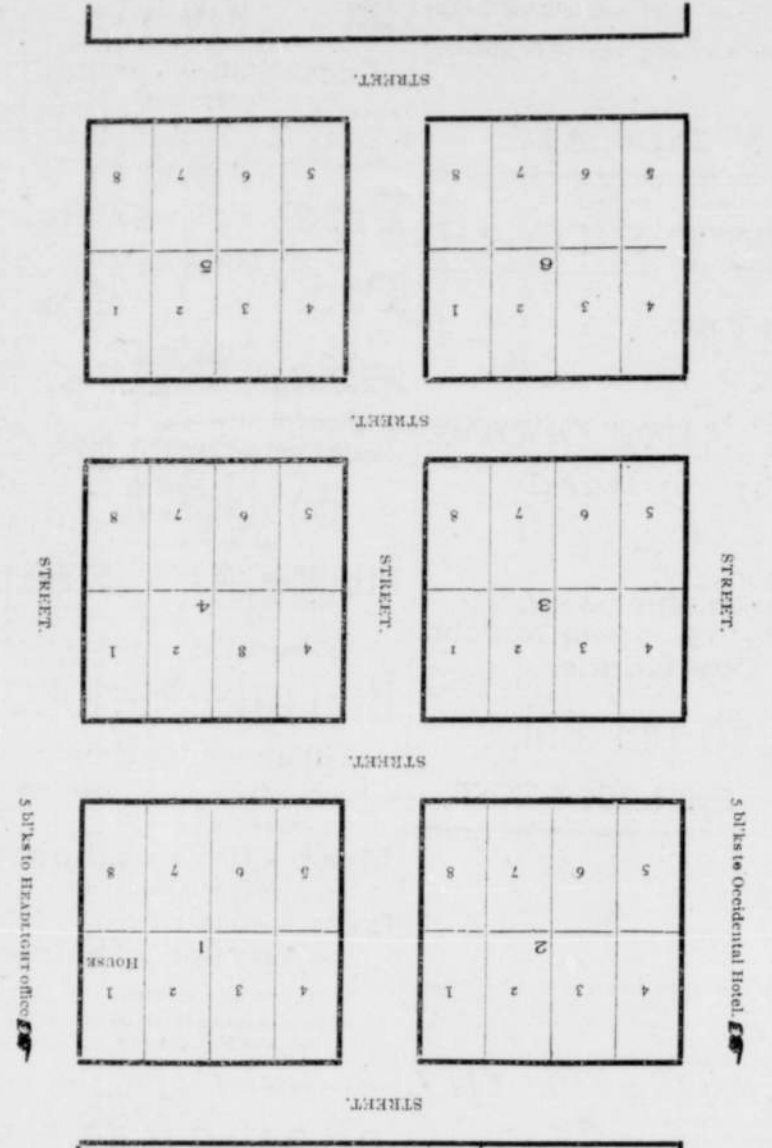 STREET.
4 3 2 1 4 3 2 1
HOUSE
2 1
5 6 7 8 5 6 7 8
5 bl'ks to Occidental Hotel.
5 bl'ks to HEADLIGHT office
STREET.
4 3 2 1 4 8 2 1
3 4
5 6 7 8 5 6 7 8
STREET.
STREET.
STREET.
STREET.
4 3 2 1 4 3 2 1
6 5
5 6 7 8 5 6 7 8
STREET.